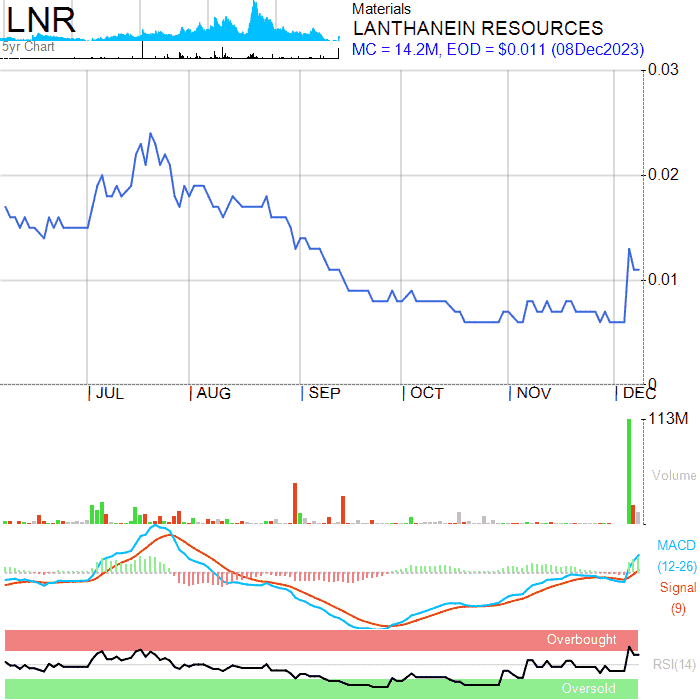 LNR
5yr Chart
Materials
LANTHANEIN RESOURCES
MC = 14.2M, EOD = $0.011 (08Dec2023)
0.03
0.02
0.01
0
JUL AUG SEP OCT NOV DEC
113M
Volume
MACD
(12-26)
Signal
(9)
Overbought
RSI(14)
Oversold